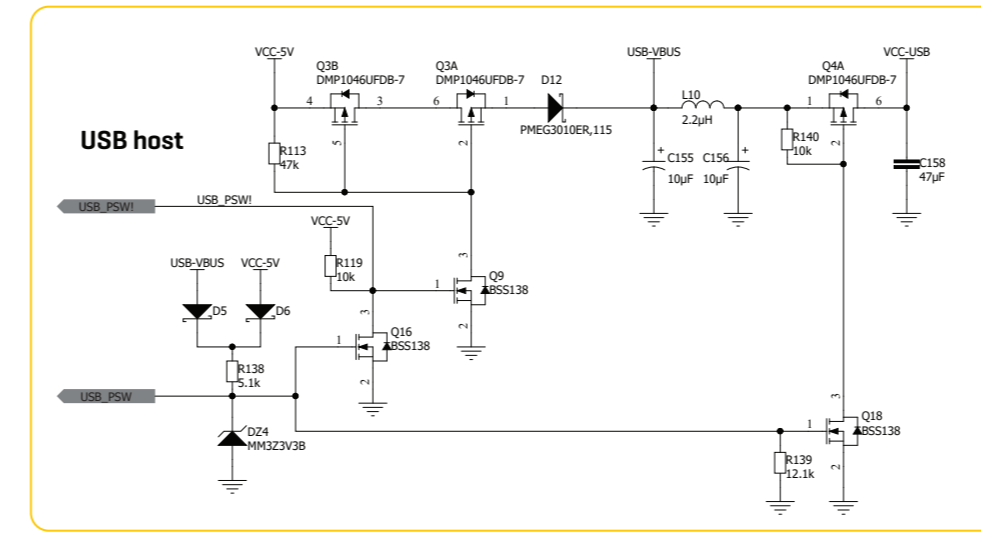 VCC-5V
Q3B
DMP1046UFDB-7
Q3A
DMP1046UFDB-7
D12
USB-VBUS
Q4A
DMP1046UFDB-7
VCC-USB
4
3
6
1
L10
1
6
USB host
5
2
PMEG3010ER,115
2.2µH
2
R113
47k
+
C155
10µF
+
C156
10µF
R140
10k
C158
47µF
USB_PSW!
USB_PSW!
VCC-5V
R119
10k
3
Q9
BSS138
1
2
USB-VBUS
VCC-5V
D5
D6
3
Q16
BSS138
1
2
R138
5.1k
USB_PSW
DZ4
MM3Z3V3B
3
Q18
BSS138
1
2
R139
12.1k